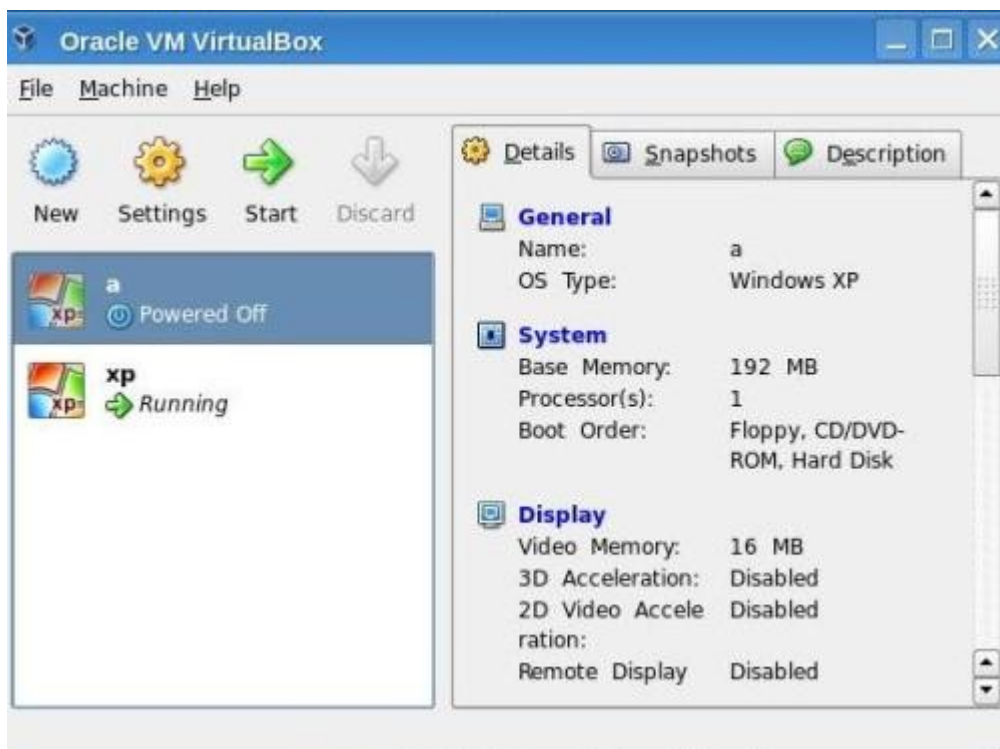 Oracle VM VirtualBox
File Machine Help
New Settings Start Discard
a
Powered Off
xp
Running
Details Snapshots Description
General
Name: a
OS Type: Windows XP
System
Base Memory: 192 MB
Processor(s): 1
Boot Order: Floppy, CD/DVD-
ROM, Hard Disk
Display
Video Memory: 16 MB
3D Acceleration: Disabled
2D Video Accele Disabled
ration:
Remote Display Disabled
xp
xp